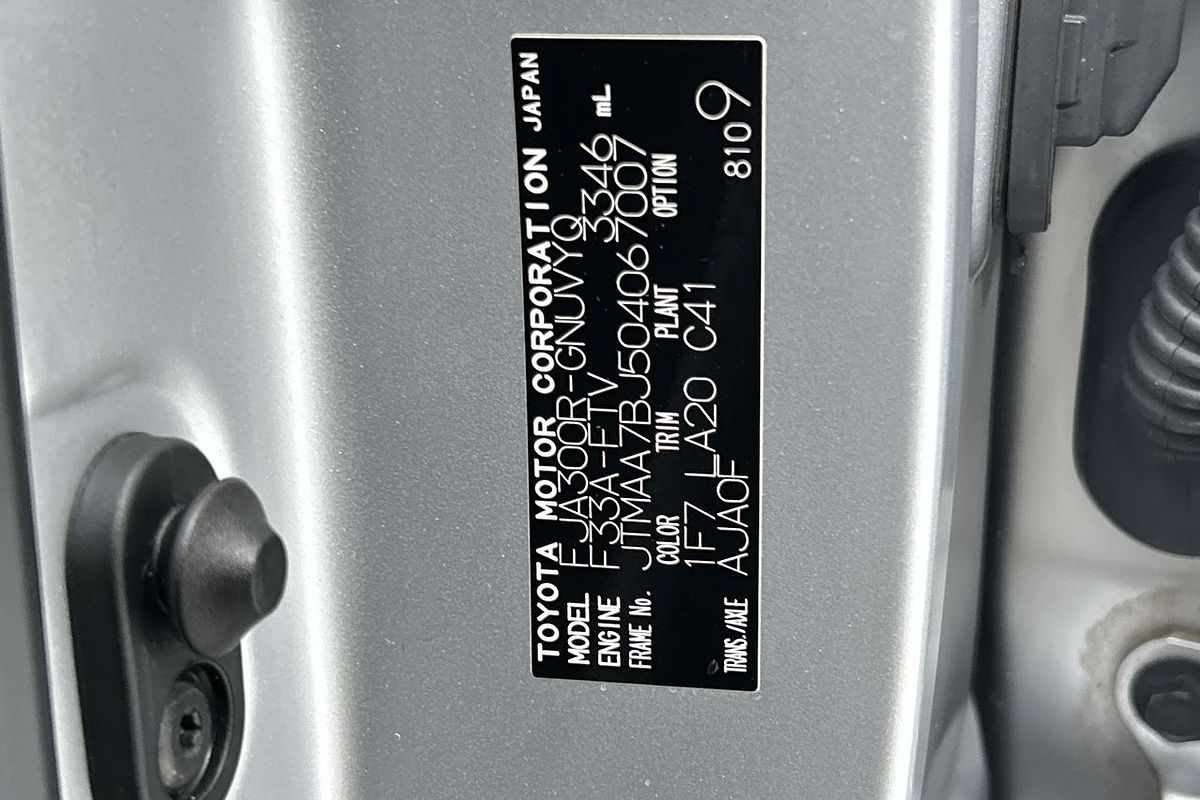 TOYOTA MOTOR CORPORATION JAPAN
MODEL FJA300R-GNUVYQ
ENGINE F33A-FTV 3346 mL
FRAME No. JTMAA7BJ504067007
COLOR TRIM PLANT OPTION
1F7 LA20 C41
TRANS./AXLE AJA0F 8109